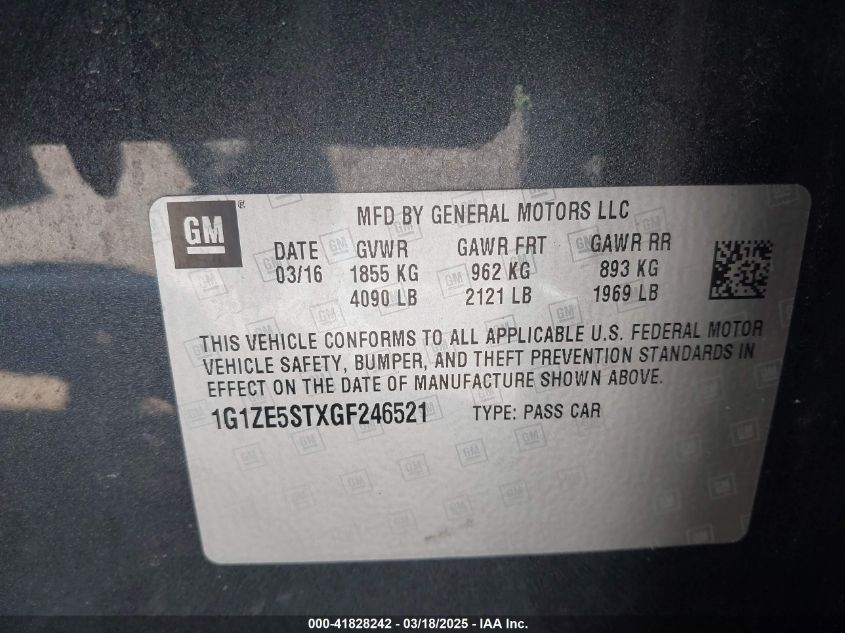 GM®
MFD BY GENERAL MOTORS LLC
DATE GVWR GAWR FRT GAWR RR
03/16 1855 KG 962 KG 893 KG
4090 LB 2121 LB 1969 LB
THIS VEHICLE CONFORMS TO ALL APPLICABLE U.S. FEDERAL MOTOR
VEHICLE SAFETY, BUMPER, AND THEFT PREVENTION STANDARDS IN
EFFECT ON THE DATE OF MANUFACTURE SHOWN ABOVE.
1G1ZE5STXGF246521 TYPE: PASS CAR
000-41828242 - 03/18/2025 - IAA Inc.